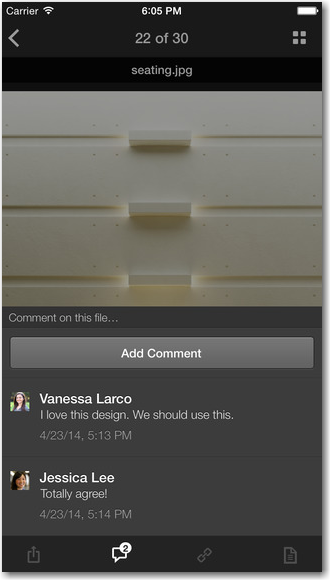 Carrier 6:05 PM
22 of 30
seating.jpg
Comment on this file…
Add Comment
Vanessa Larco
I love this design. We should use this.
4/23/14, 5:13 PM
Jessica Lee
Totally agree!
4/23/14, 5:14 PM
2